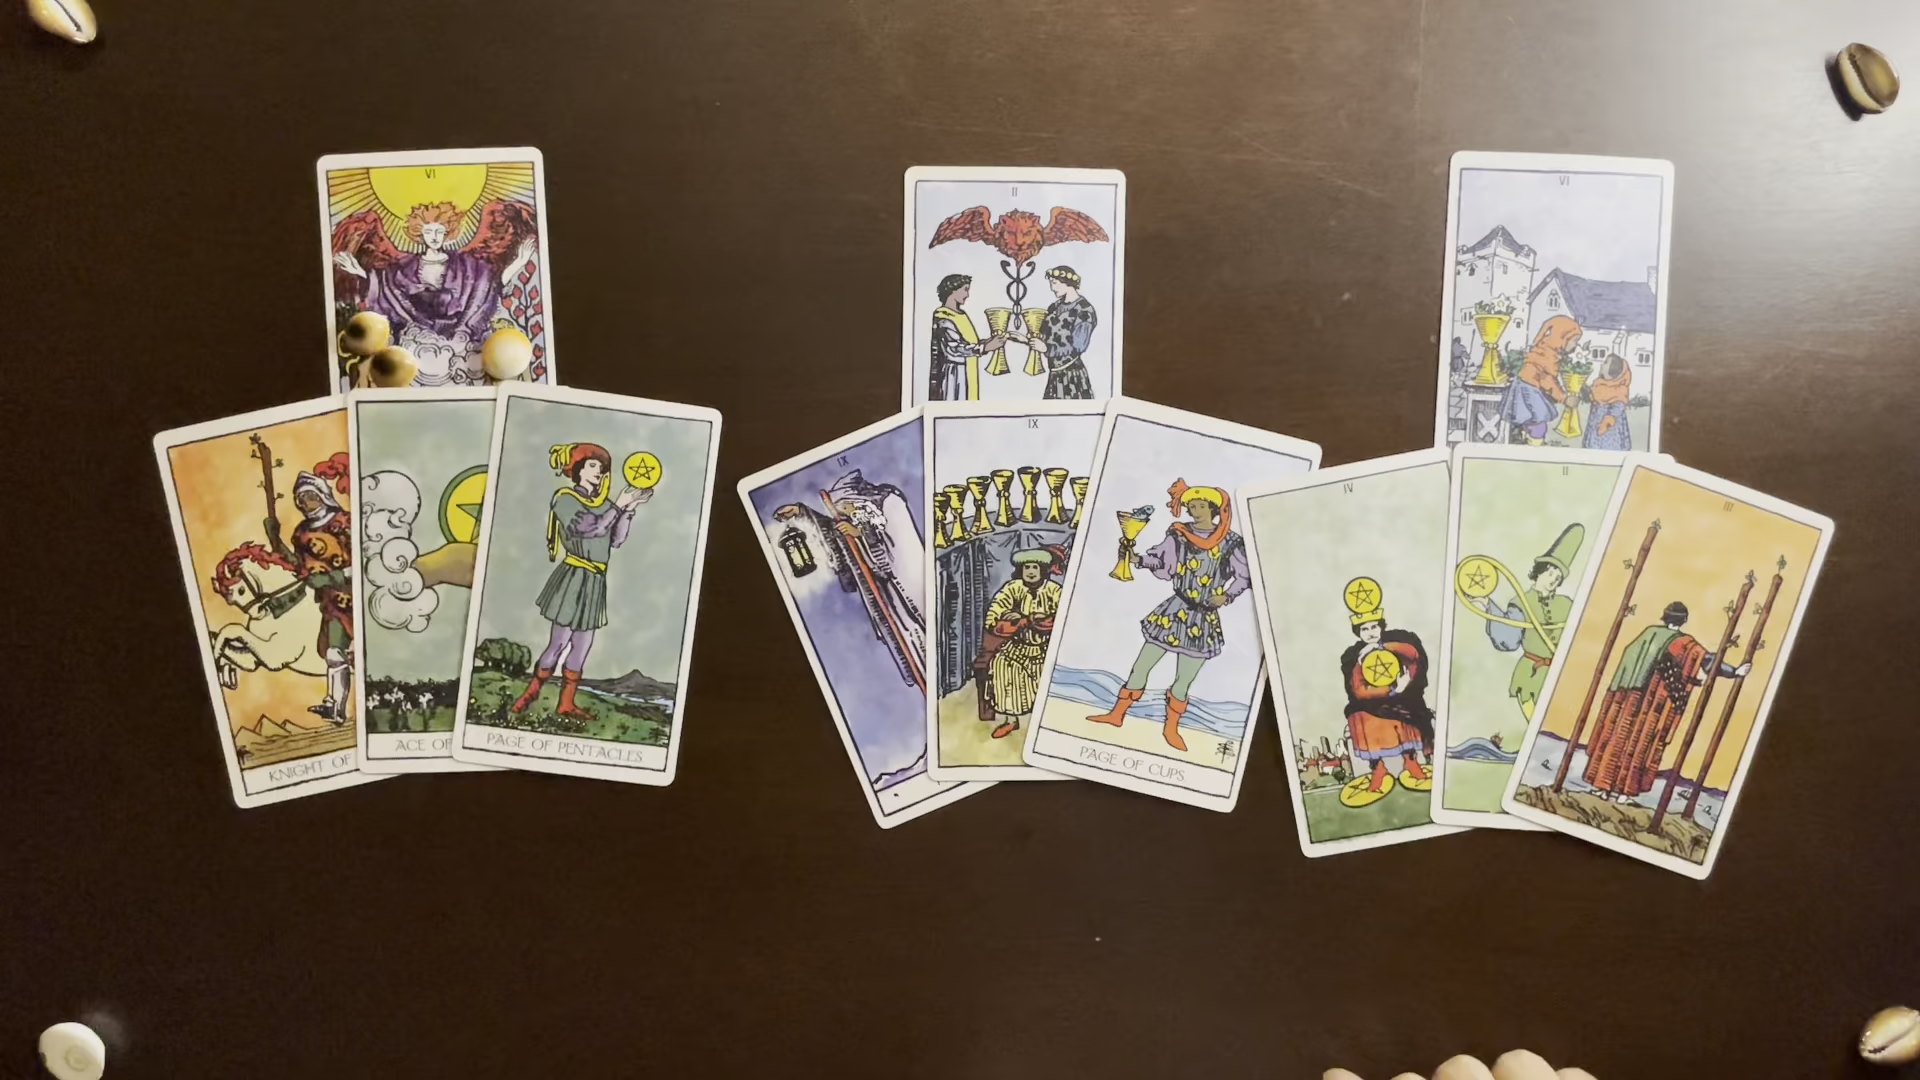 VI
KNIGHT OF
ACE OF
PAGE OF PENTACLES
II
IX
IX
PAGE OF CUPS
VI
IV
II
III